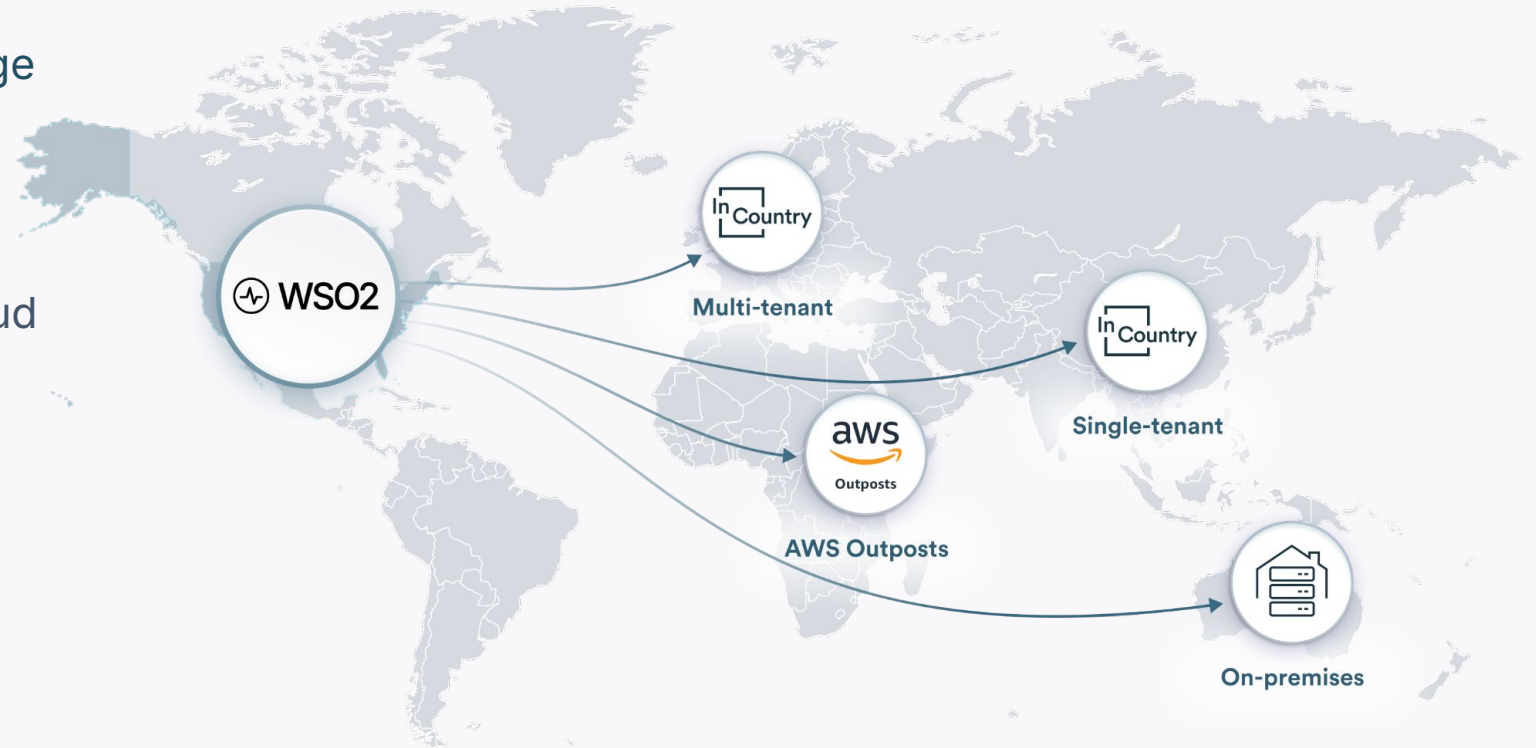 ge
ud
WSO2
In
Country
Multi-tenant
In
Country
Single-tenant
aws
Outposts
AWS Outposts
On-premises